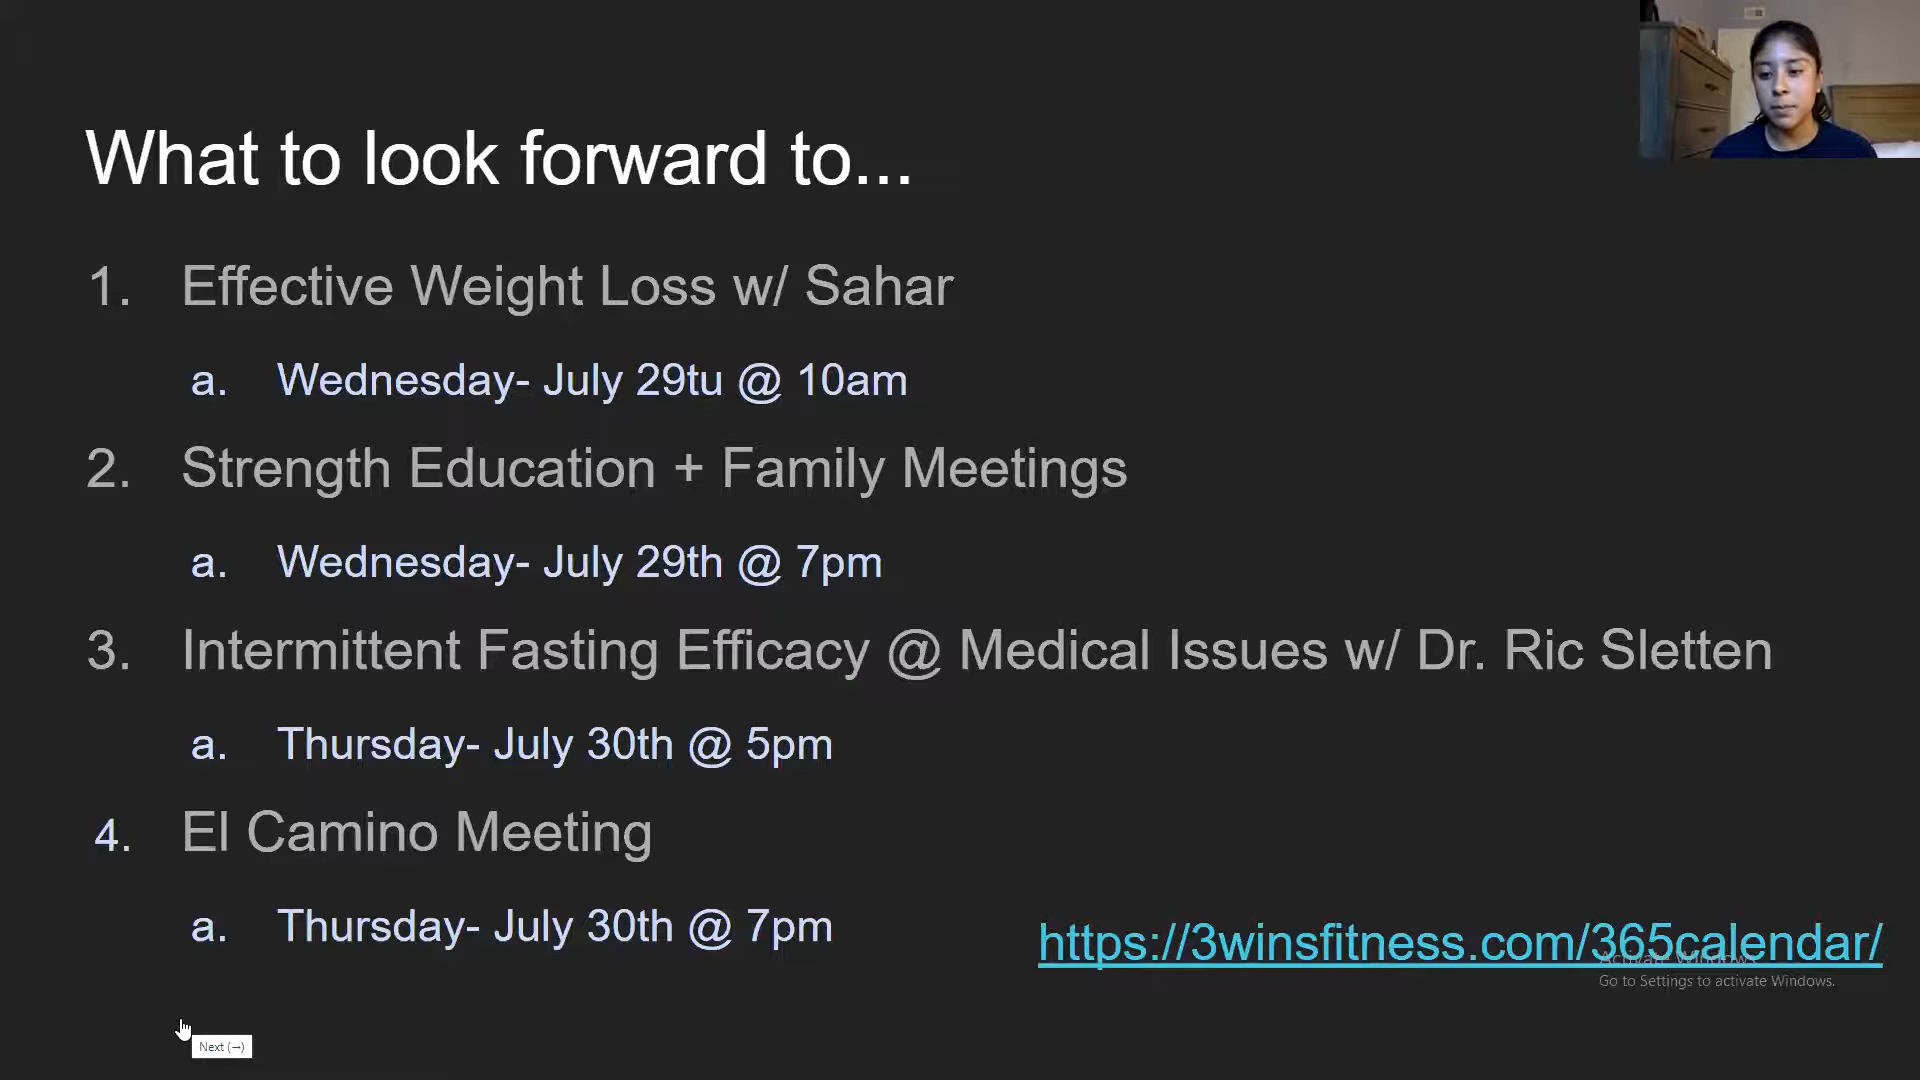 What to look forward to...
1. Effective Weight Loss w/ Sahar
a. Wednesday- July 29tu @ 10am
2. Strength Education + Family Meetings
a. Wednesday- July 29th @ 7pm
3. Intermittent Fasting Efficacy @ Medical Issues w/ Dr. Ric Sletten
a. Thursday- July 30th @ 5pm
4. El Camino Meeting
a. Thursday- July 30th @ 7pm
https://3winsfitness.com/365calendar/
Activate Windows
Go to Settings to activate Windows.
Next (→)